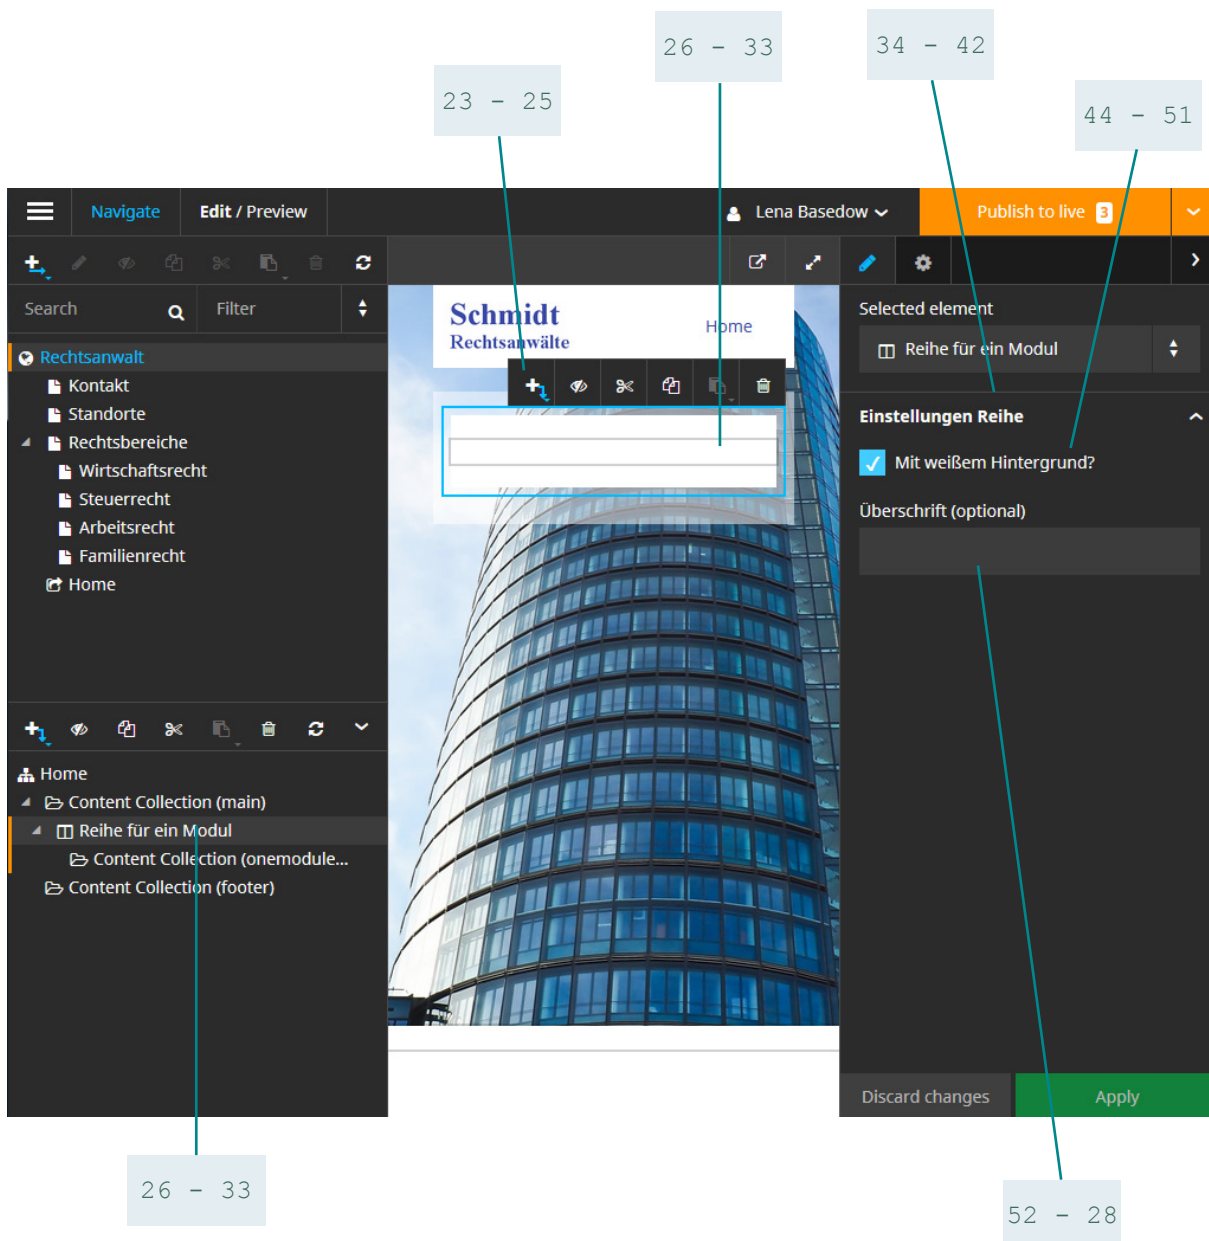 26 - 33
34 - 42
23 - 25
44 - 51
Navigate
Edit / Preview
Lena Basedow
Publish to live 3
Search
Filter
Rechtsanwalt
Kontakt
Standorte
Rechtsbereiche
Wirtschaftsrecht
Steuerrecht
Arbeitsrecht
Familienrecht
Home
Home
Content Collection (main)
Reihe für ein Modul
Content Collection (onemodule...
Content Collection (footer)
Schmidt
Rechtsanwälte
Home
Selected element
Reihe für ein Modul
Einstellungen Reihe
Mit weißem Hintergrund?
Überschrift (optional)
Discard changes
Apply
26 - 33
52 - 28